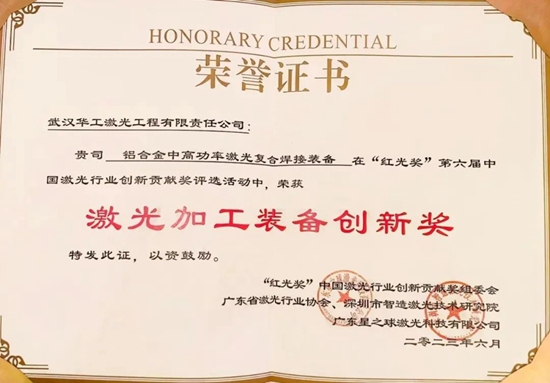 HONORARY CREDENTIAL
荣誉证书
武汉华工激光工程有限责任公司：
贵司 铝合金中高功率激光复合焊接装备 在“红光奖”第六届中
国激光行业创新贡献奖评选活动中，荣获
激光加工装备创新奖
特发此证，以资鼓励。
“红光奖”中国激光行业创新贡献奖组委会
广东省激光行业协会、深圳市智造激光技术研究院
广东星之球激光科技有限公司
二〇二三年六月